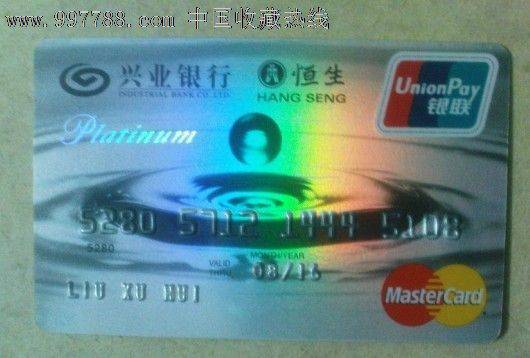 www.997788.com 中国收藏热线
兴业银行 恒生 UnionPay
INDUSTRIAL BANK CO.,LTD. HANG SENG 银联
Platinum
5280 5712 1444 5108
5280
MONTH/YEAR
VALID THRU 08/16
LIU XU HUI
MasterCard